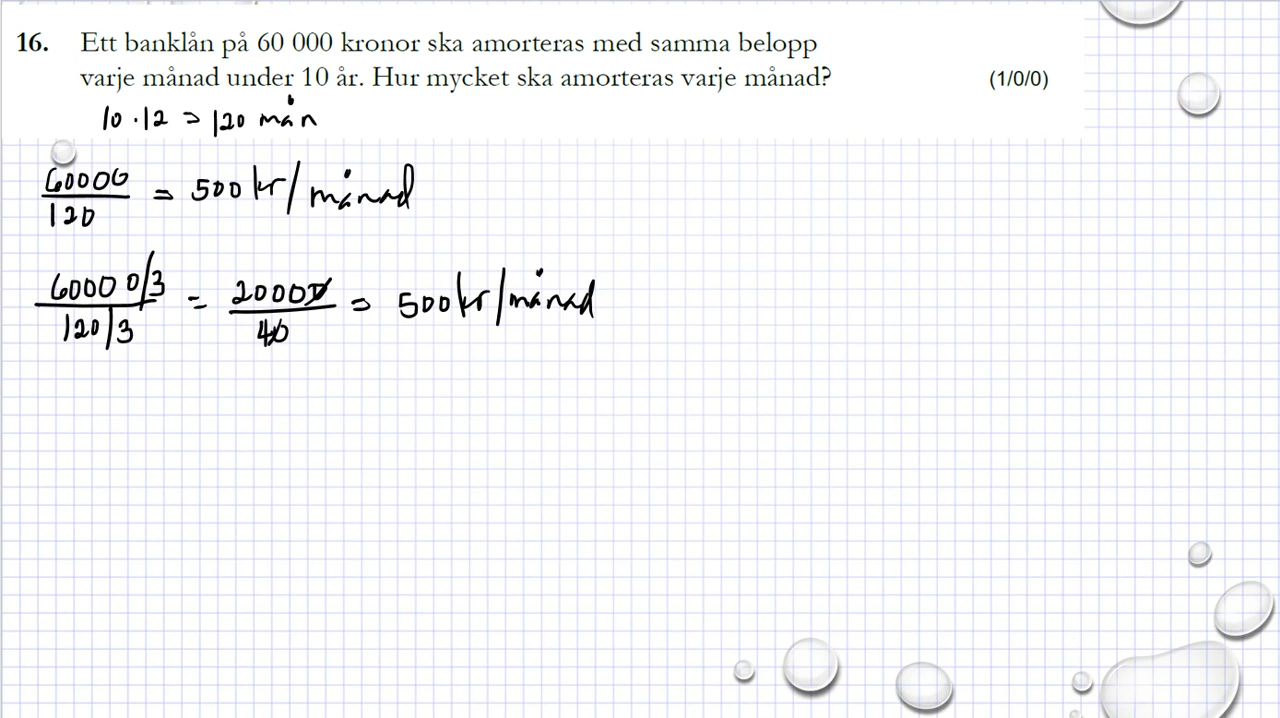 16. Ett banklån på 60 000 kronor ska amorteras med samma belopp
varje månad under 10 år. Hur mycket ska amorteras varje månad? (1/0/0)
10 · 12 = 120 mån
60000/120 = 500 kr/månad
60000/3 / 120/3 = 20000/40 = 500 kr/månad